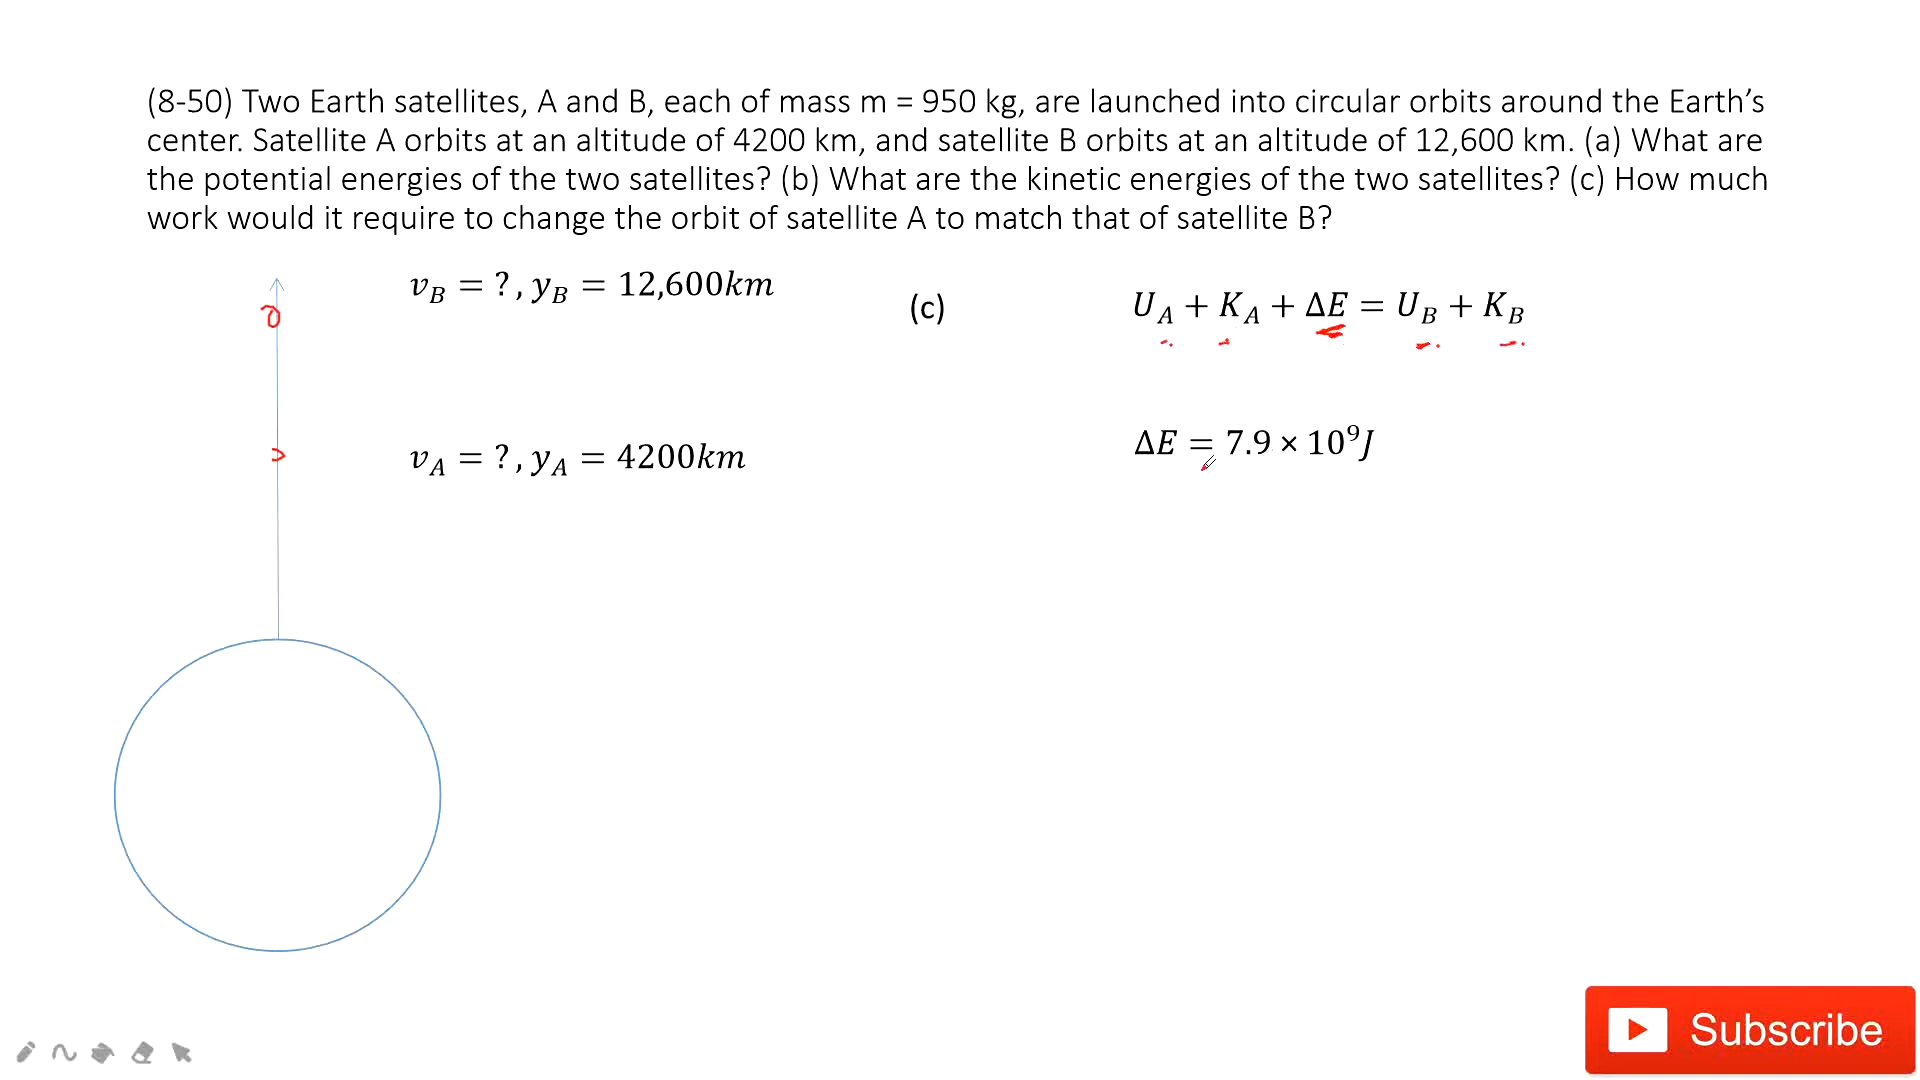 (8-50) Two Earth satellites, A and B, each of mass m = 950 kg, are launched into circular orbits around the Earth’s
center. Satellite A orbits at an altitude of 4200 km, and satellite B orbits at an altitude of 12,600 km. (a) What are
the potential energies of the two satellites? (b) What are the kinetic energies of the two satellites? (c) How much
work would it require to change the orbit of satellite A to match that of satellite B?
v_B = ?, y_B = 12,600km
(c)
U_A + K_A + ΔE = U_B + K_B
v_A = ?, y_A = 4200km
ΔE = 7.9 × 10⁹J
Subscribe